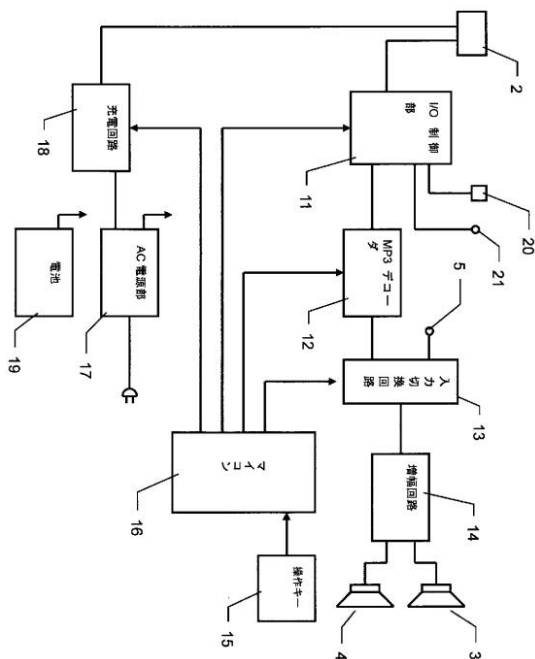 2
充電回路
18
I/O 制御
部
11
20
21
MP3 デコー
ダ
12
5
入力切換回路
13
増幅回路
14
3
4
電池
19
AC 電源部
17
マイコン
16
操作キー
15